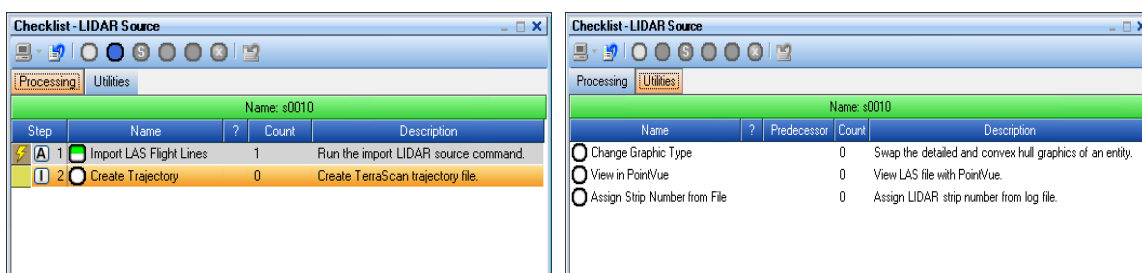 Checklist - LIDAR Source
S X
Processing Utilities
Name: s0010
Step Name ? Count Description
A 1 Import LAS Flight Lines 1 Run the import LIDAR source command.
I 2 Create Trajectory 0 Create TerraScan trajectory file.
Checklist - LIDAR Source
S X
Processing Utilities
Name: s0010
Name ? Predecessor Count Description
Change Graphic Type 0 Swap the detailed and convex hull graphics of an entity.
View in PointVue 0 View LAS file with PointVue.
Assign Strip Number from File 0 Assign LIDAR strip number from log file.